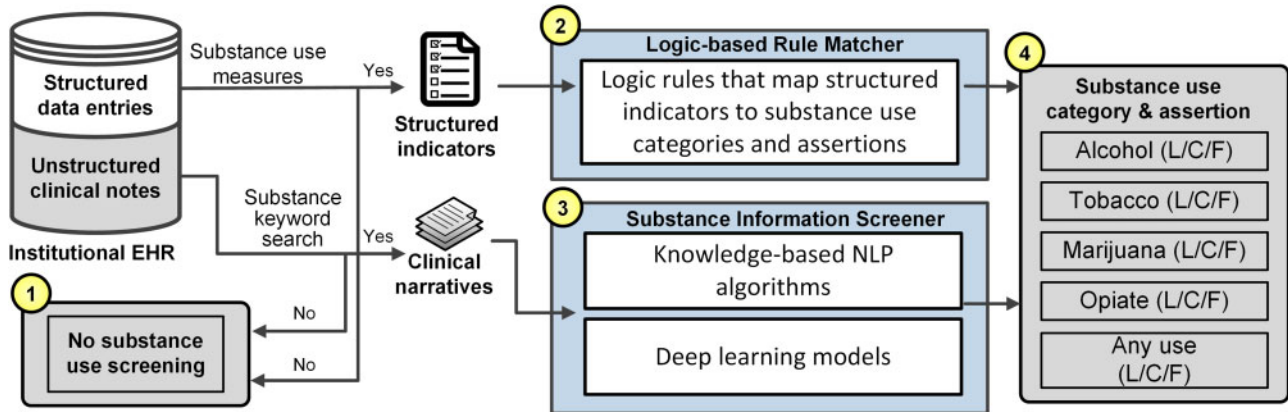 Structured
data entries
Unstructured
clinical notes
Institutional EHR
Substance use
measures
Yes
Substance
keyword
search
Yes
No
No
1
No substance
use screening
Structured
indicators
Clinical
narratives
2
Logic-based Rule Matcher
Logic rules that map structured
indicators to substance use
categories and assertions
3
Substance Information Screener
Knowledge-based NLP
algorithms
Deep learning models
4
Substance use
category & assertion
Alcohol (L/C/F)
Tobacco (L/C/F)
Marijuana (L/C/F)
Opiate (L/C/F)
Any use
(L/C/F)